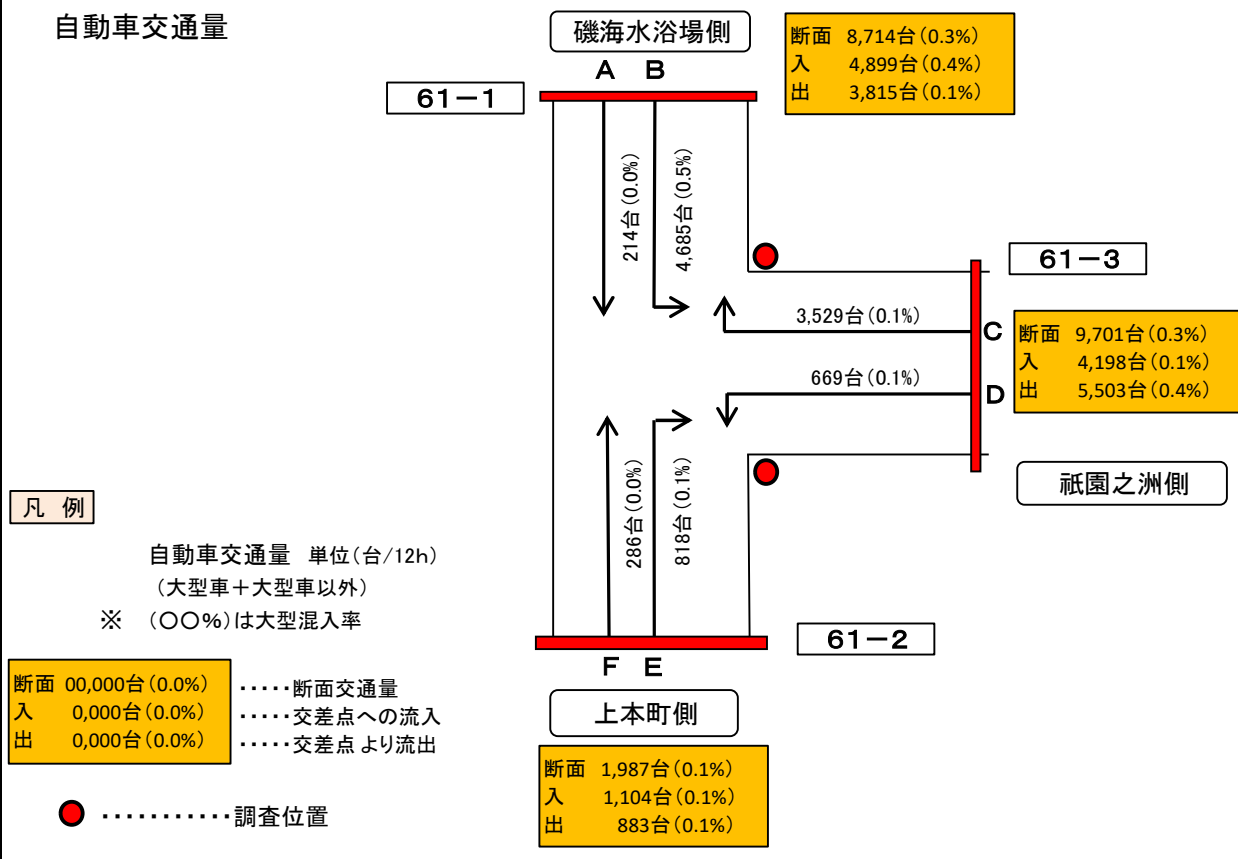 自動車交通量
磯海水浴場側
断面 8,714台(0.3%)
入 4,899台(0.4%)
出 3,815台(0.1%)
A B
61－1
214台(0.0%)
4,685台(0.5%)
61－3
3,529台(0.1%)
C
669台(0.1%)
D
断面 9,701台(0.3%)
入 4,198台(0.1%)
出 5,503台(0.4%)
祇園之洲側
286台(0.0%)
818台(0.1%)
凡 例
自動車交通量 単位(台/12h)
(大型車＋大型車以外)
※ (〇〇%)は大型混入率
61－2
F E
上本町側
断面 00,000台(0.0%) ‥‥‥断面交通量
入 0,000台(0.0%) ‥‥‥交差点への流入
出 0,000台(0.0%) ‥‥‥交差点より流出
断面 1,987台(0.1%)
入 1,104台(0.1%)
出 883台(0.1%)
‥‥‥‥‥‥調査位置